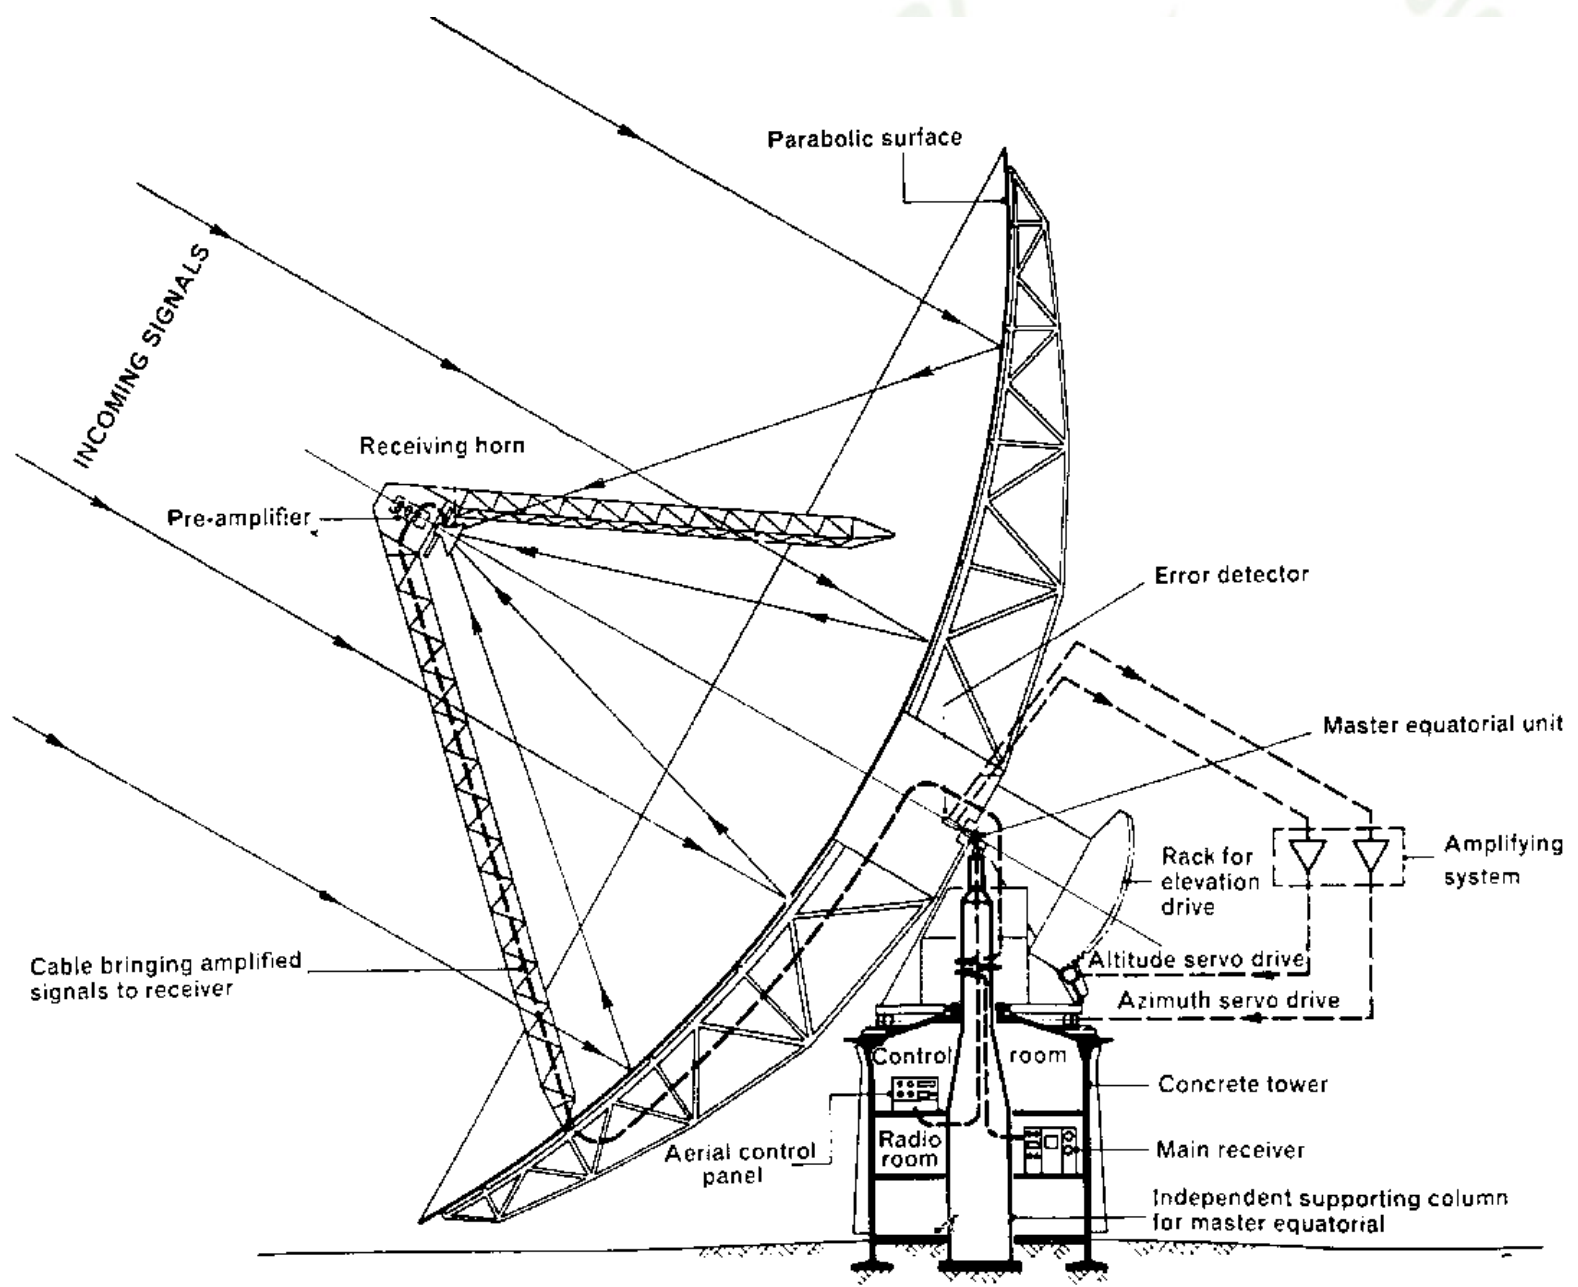 Parabolic surface
INCOMING SIGNALS
Receiving horn
Pre-amplifier
Error detector
Master equatorial unit
Amplifying
system
Rack for
elevation
drive
Cable bringing amplified
signals to receiver
Altitude servo drive
Azimuth servo drive
Control room
Concrete tower
Aerial control
panel
Radio
room
Main receiver
Independent supporting column
for master equatorial